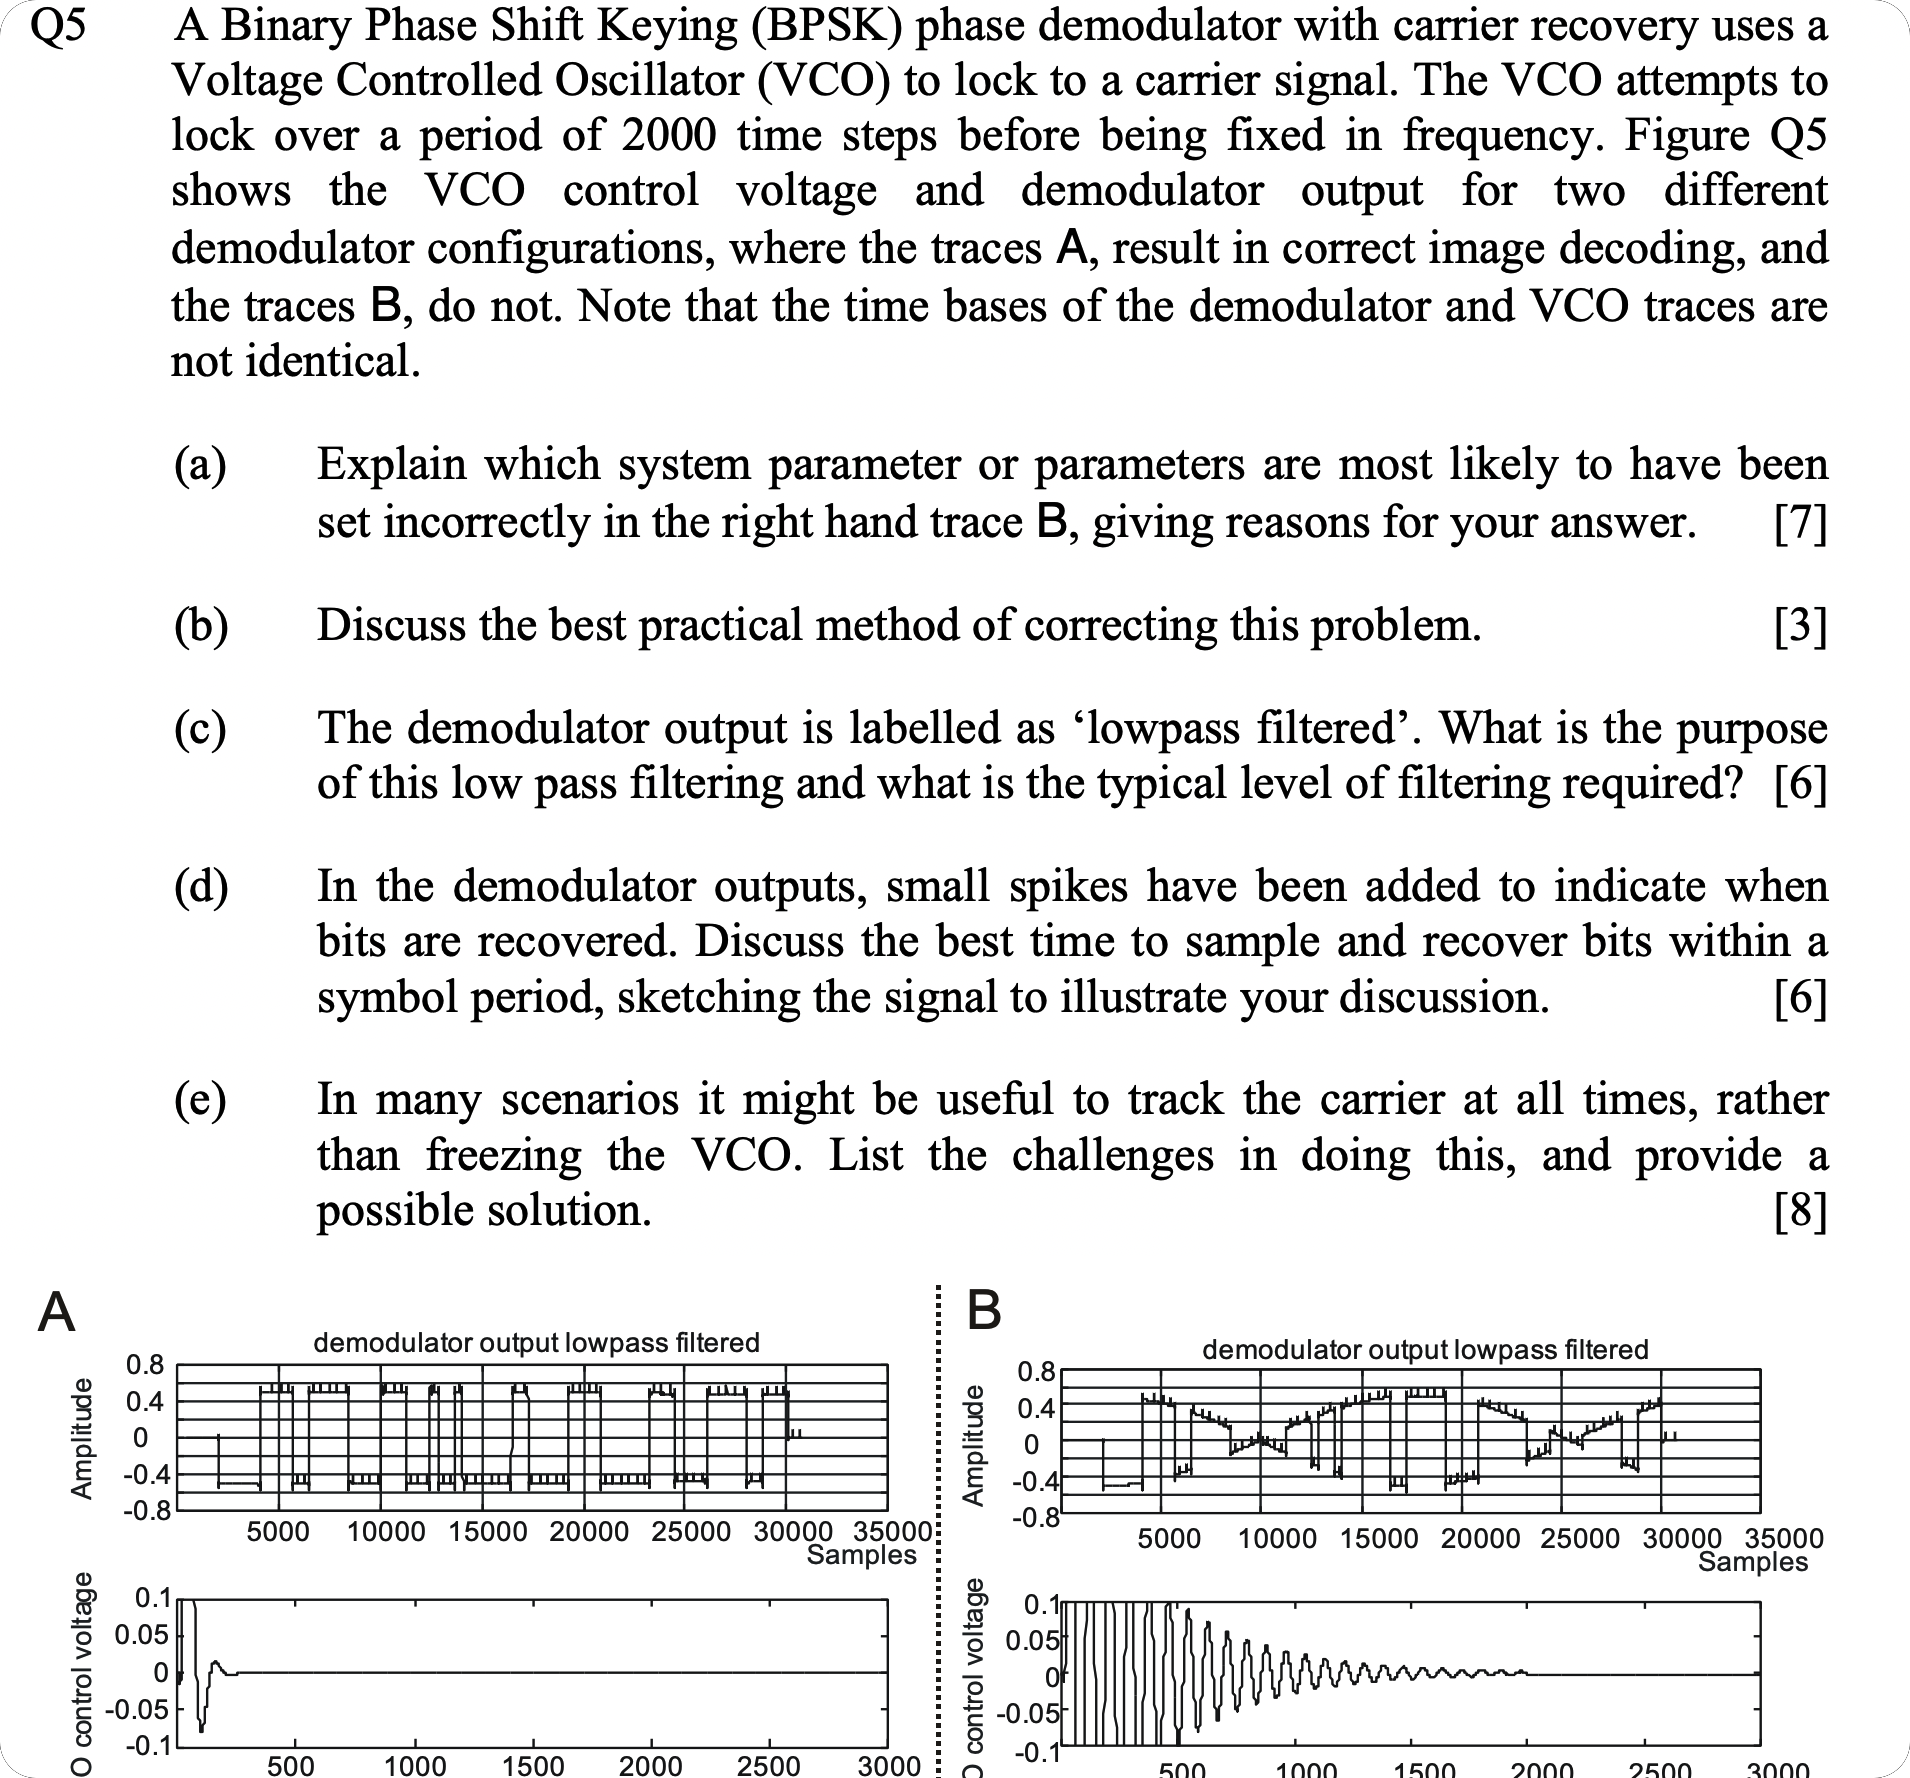 Q5 A Binary Phase Shift Keying (BPSK) phase demodulator with carrier recovery uses a
Voltage Controlled Oscillator (VCO) to lock to a carrier signal. The VCO attempts to
lock over a period of 2000 time steps before being fixed in frequency. Figure Q5
shows the VCO control voltage and demodulator output for two different
demodulator configurations, where the traces A, result in correct image decoding, and
the traces B, do not. Note that the time bases of the demodulator and VCO traces are
not identical.
(a) Explain which system parameter or parameters are most likely to have been
set incorrectly in the right hand trace B, giving reasons for your answer. [7]
(b) Discuss the best practical method of correcting this problem. [3]
(c) The demodulator output is labelled as ‘lowpass filtered’. What is the purpose
of this low pass filtering and what is the typical level of filtering required? [6]
(d) In the demodulator outputs, small spikes have been added to indicate when
bits are recovered. Discuss the best time to sample and recover bits within a
symbol period, sketching the signal to illustrate your discussion. [6]
(e) In many scenarios it might be useful to track the carrier at all times, rather
than freezing the VCO. List the challenges in doing this, and provide a
possible solution. [8]
A
demodulator output lowpass filtered
Amplitude
0.8
0.4
0
-0.4
-0.8
5000 10000 15000 20000 25000 30000 35000
Samples
O control voltage
0.1
0.05
0
-0.05
-0.1
500 1000 1500 2000 2500 3000
B
demodulator output lowpass filtered
Amplitude
0.8
0.4
0
-0.4
-0.8
5000 10000 15000 20000 25000 30000 35000
Samples
O control voltage
0.1
0.05
0
-0.05
-0.1
500 1000 1500 2000 2500 3000